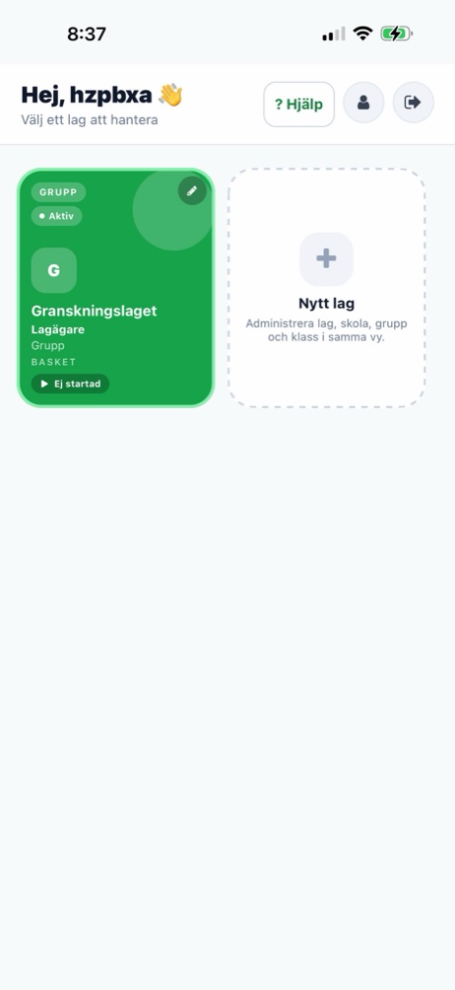 8:37
Hej, hzpbxa 👋
Välj ett lag att hantera
? Hjälp
GRUPP
Aktiv
G
Granskningslaget
Lagägare
Grupp
BASKET
Ej startad
Nytt lag
Administrera lag, skola, grupp
och klass i samma vy.